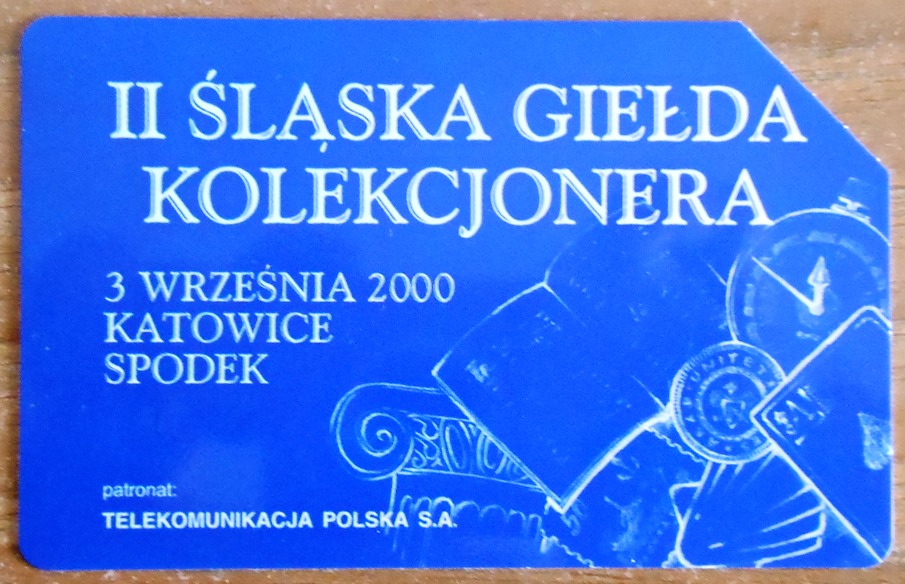 II ŚLĄSKA GIEŁDA
KOLEKCJONERA
3 WRZEŚNIA 2000
KATOWICE
SPODEK
patronat:
TELEKOMUNIKACJA POLSKA S.A.